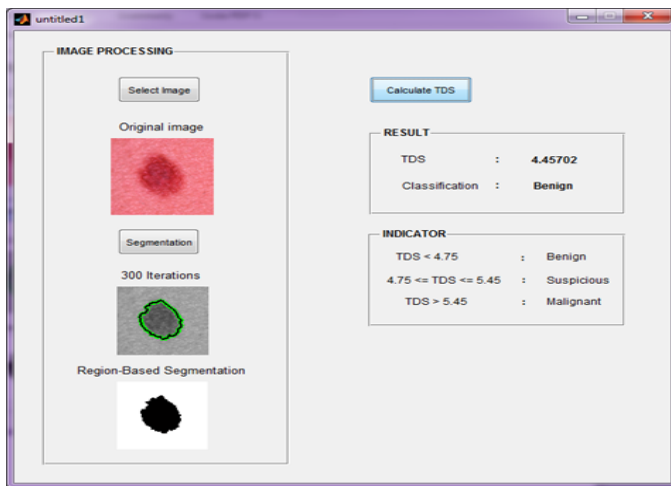 untitled1
IMAGE PROCESSING
Select Image
Original image
Segmentation
300 Iterations
Region-Based Segmentation
Calculate TDS
RESULT
TDS : 4.45702
Classification : Benign
INDICATOR
TDS < 4.75 : Benign
4.75 <= TDS <= 5.45 : Suspicious
TDS > 5.45 : Malignant